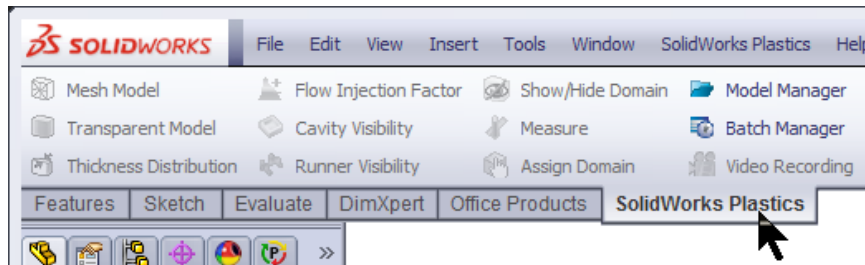 SOLIDWORKS File Edit View Insert Tools Window SolidWorks Plastics Help
Mesh Model Flow Injection Factor Show/Hide Domain Model Manager
Transparent Model Cavity Visibility Measure Batch Manager
Thickness Distribution Runner Visibility Assign Domain Video Recording
Features Sketch Evaluate DimXpert Office Products SolidWorks Plastics
»